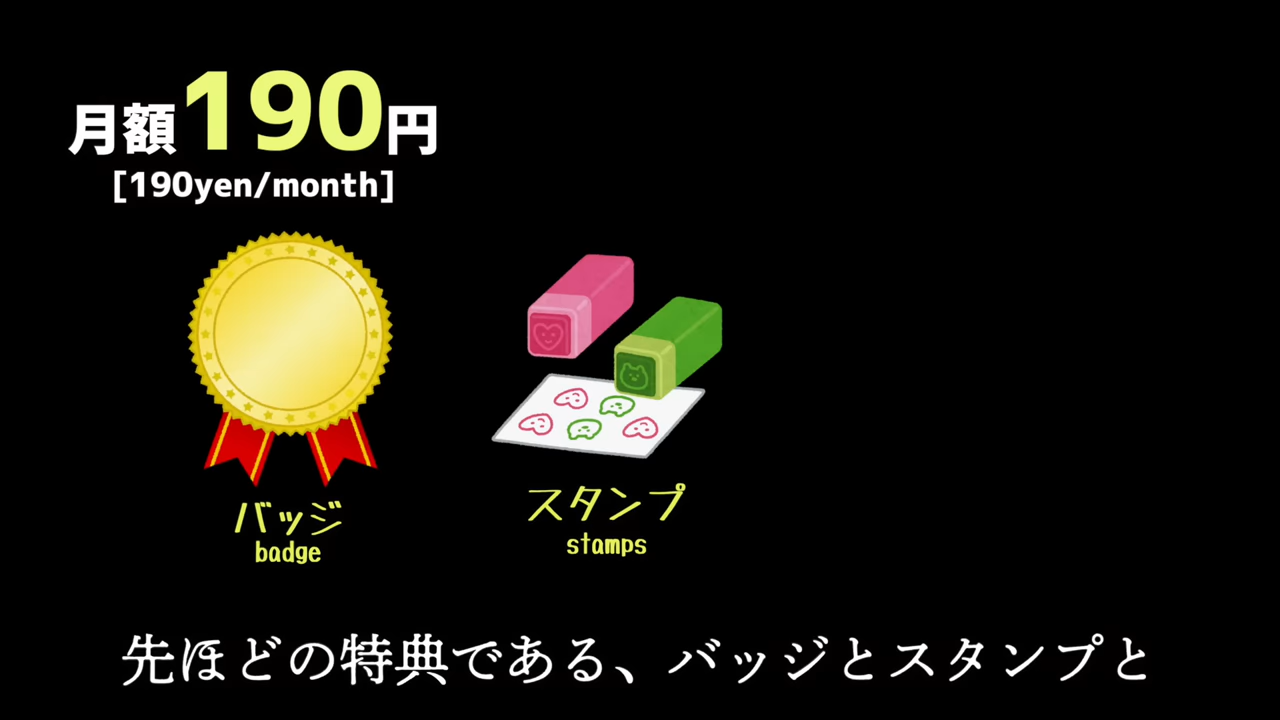 月額190円
[190yen/month]
バッジ
badge
スタンプ
stamps
先ほどの特典である、バッジとスタンプと